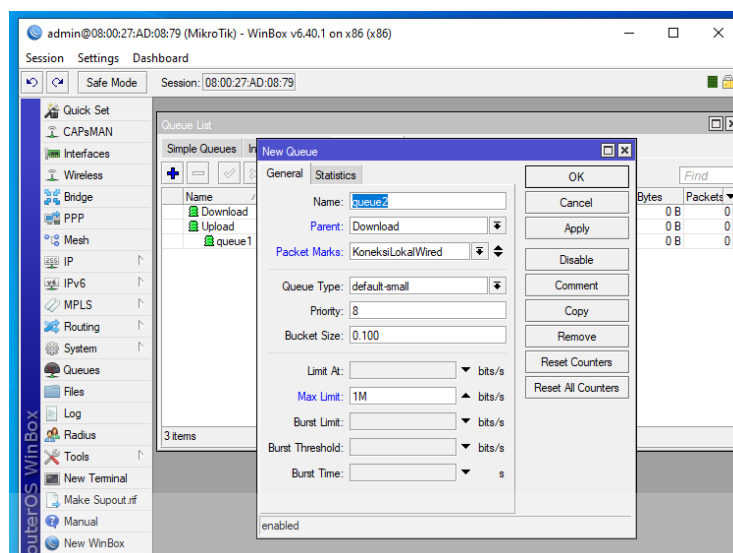 admin@08:00:27:AD:08:79 (MikroTik) - WinBox v6.40.1 on x86 (x86)
Session Settings Dashboard
Safe Mode Session: 08:00:27:AD:08:79
Quick Set
CAPsMAN
Interfaces
Wireless
Bridge
PPP
Mesh
IP
IPv6
MPLS
Routing
System
Queues
Files
Log
Radius
Tools
New Terminal
Make Supout.rif
Manual
New WinBox
outerOS WinBox
Queue List
Simple Queues
Find
Name
Bytes Packets
Download 0 B 0
Upload 0 B 0
queue1 0 B 0
3 items
New Queue
General Statistics
Name: queue2
Parent: Download
Packet Marks: KoneksiLokalWired
Queue Type: default-small
Priority: 8
Bucket Size: 0.100
Limit At: bits/s
Max Limit: 1M bits/s
Burst Limit: bits/s
Burst Threshold: bits/s
Burst Time: s
enabled
OK
Cancel
Apply
Disable
Comment
Copy
Remove
Reset Counters
Reset All Counters